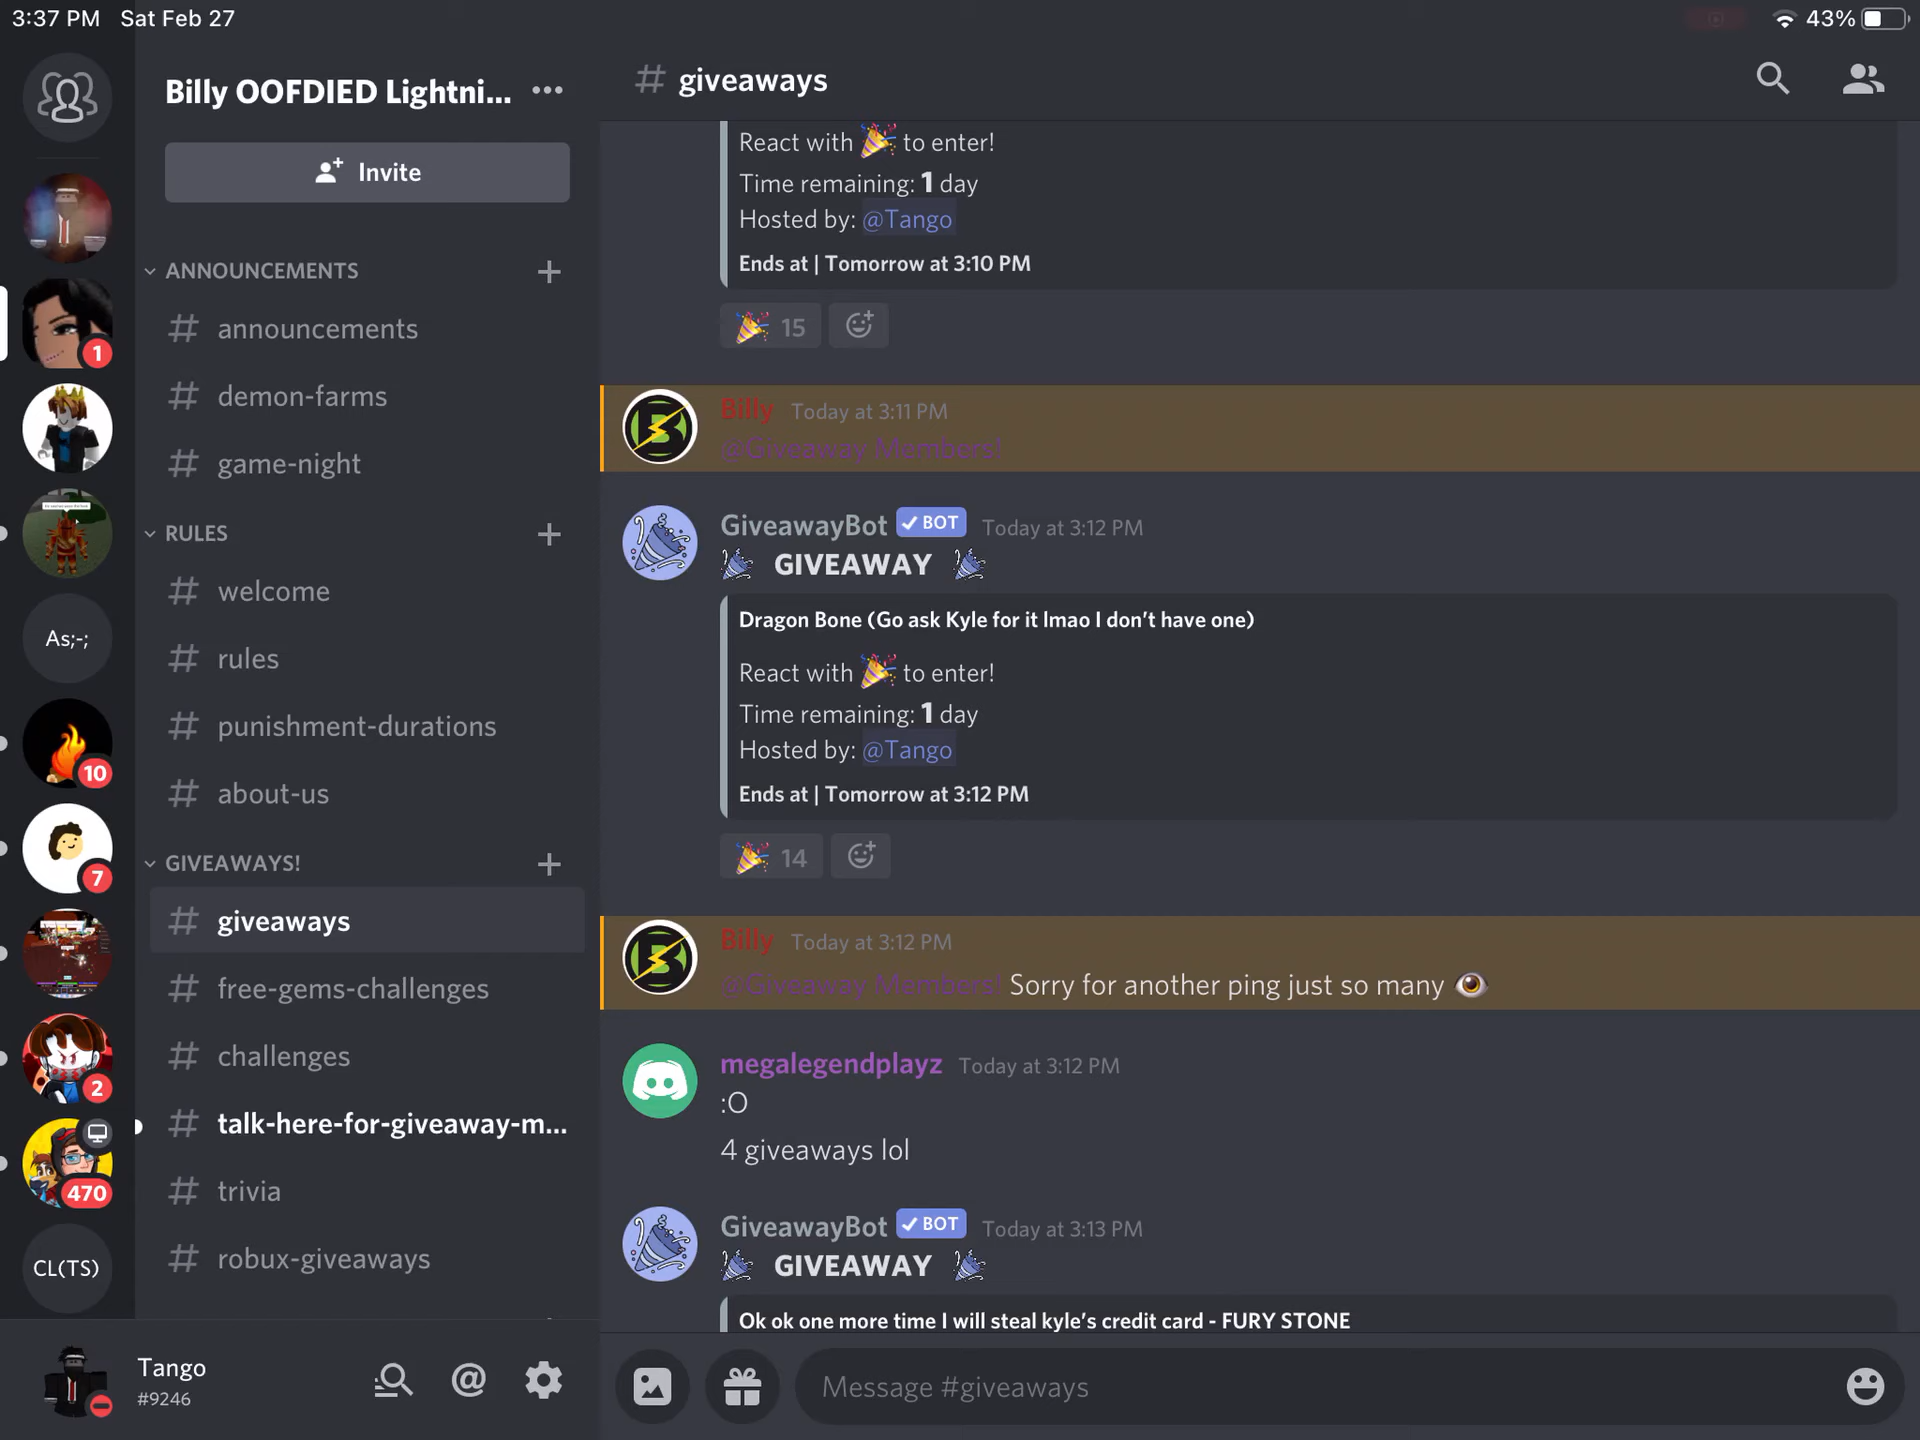 3:37 PM Sat Feb 27
43%
Billy OOFDIED Lightni...
Invite
ANNOUNCEMENTS
announcements
demon-farms
game-night
RULES
welcome
rules
punishment-durations
about-us
GIVEAWAYS!
giveaways
free-gems-challenges
challenges
talk-here-for-giveaway-m...
trivia
robux-giveaways
1
As;-;
10
7
2
470
CL(TS)
Tango
#9246
# giveaways
React with 🎉 to enter!
Time remaining: 1 day
Hosted by: @Tango
Ends at | Tomorrow at 3:10 PM
🎉 15
Billy Today at 3:11 PM
@Giveaway Members!
GiveawayBot ✓ BOT Today at 3:12 PM
GIVEAWAY
Dragon Bone (Go ask Kyle for it lmao I don't have one)
React with 🎉 to enter!
Time remaining: 1 day
Hosted by: @Tango
Ends at | Tomorrow at 3:12 PM
🎉 14
Billy Today at 3:12 PM
@Giveaway Members! Sorry for another ping just so many 👁
megalegendplayz Today at 3:12 PM
:O
4 giveaways lol
GiveawayBot ✓ BOT Today at 3:13 PM
GIVEAWAY
Ok ok one more time I will steal kyle's credit card - FURY STONE
Message #giveaways